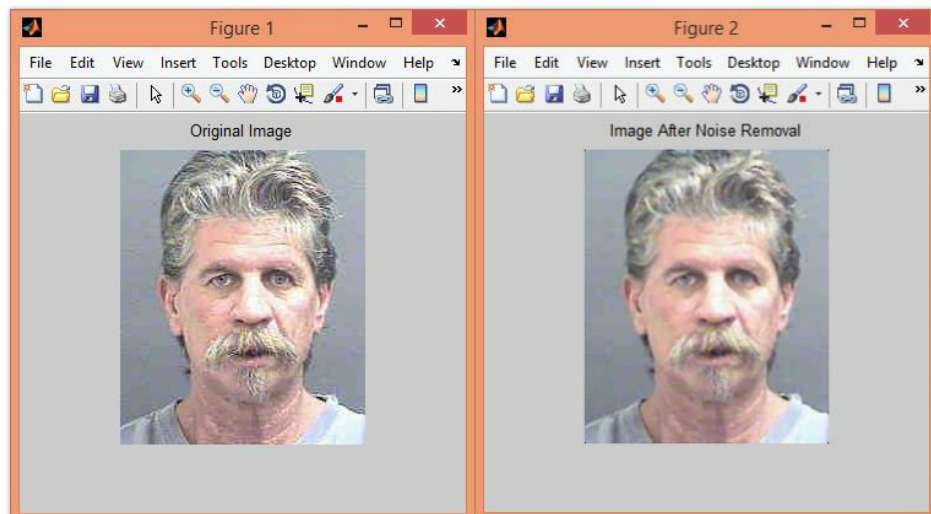 Figure 1
File Edit View Insert Tools Desktop Window Help
Original Image
Figure 2
File Edit View Insert Tools Desktop Window Help
Image After Noise Removal